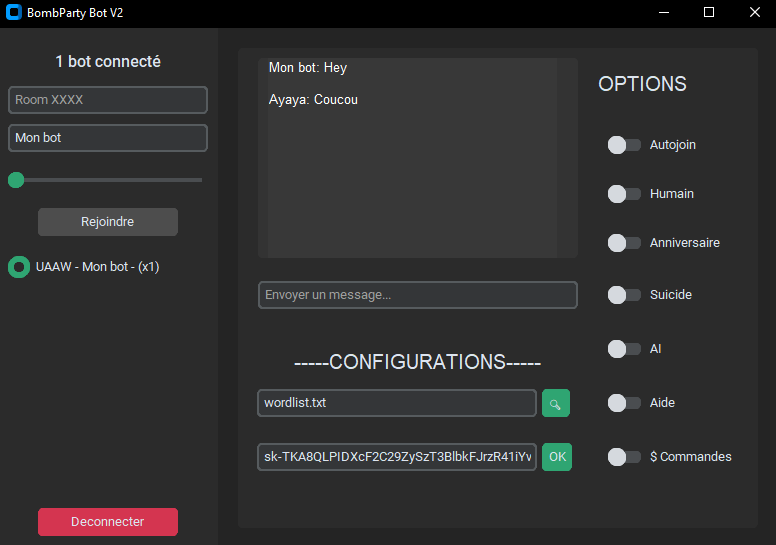 BombParty Bot V2
1 bot connecté
Room XXXX
Mon bot
Rejoindre
UAAW - Mon bot - (x1)
Deconnecter
Mon bot: Hey
Ayaya: Coucou
Envoyer un message...
-----CONFIGURATIONS-----
wordlist.txt
sk-TKA8QLPIDXcF2C29ZySzT3BlbkFJrzR41iYv
OK
OPTIONS
Autojoin
Humain
Anniversaire
Suicide
AI
Aide
$ Commandes